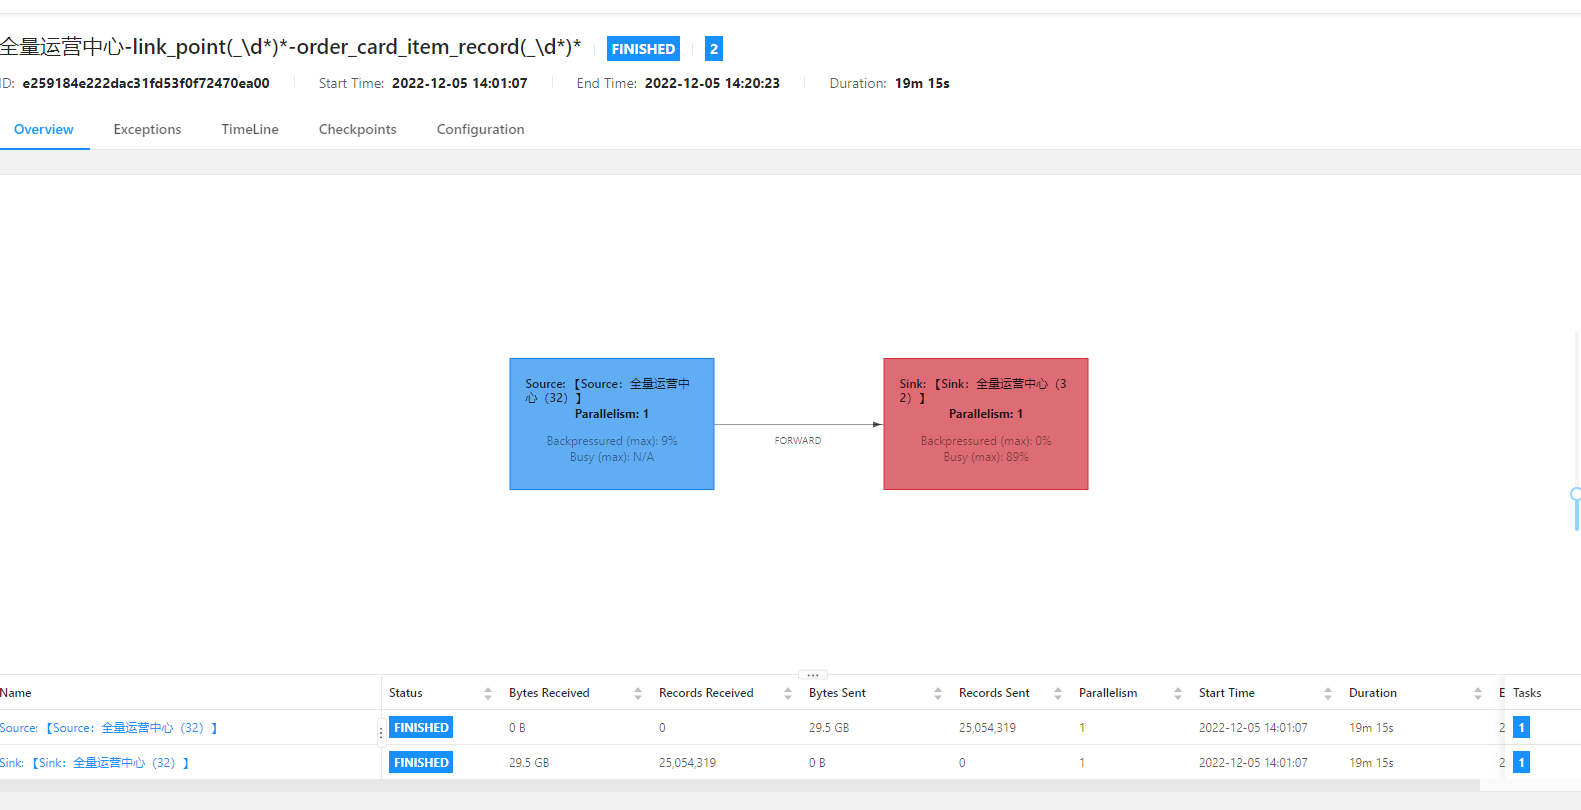 全量运营中心-link_point(_\d*)*-order_card_item_record(_\d*)* FINISHED 2
ID: e259184e222dac31fd53f0f72470ea00 Start Time: 2022-12-05 14:01:07 End Time: 2022-12-05 14:20:23 Duration: 19m 15s
Overview Exceptions TimeLine Checkpoints Configuration
Source: 【Source：全量运营中
心（32）】
Parallelism: 1
Backpressured (max): 9%
Busy (max): N/A
FORWARD
Sink: 【Sink：全量运营中心（3
2）】
Parallelism: 1
Backpressured (max): 0%
Busy (max): 89%
Name Status Bytes Received Records Received Bytes Sent Records Sent Parallelism Start Time Duration E Tasks
Source: 【Source：全量运营中心（32）】 FINISHED 0 B 0 29.5 GB 25,054,319 1 2022-12-05 14:01:07 19m 15s 2 1
Sink: 【Sink：全量运营中心（32）】 FINISHED 29.5 GB 25,054,319 0 B 0 1 2022-12-05 14:01:07 19m 15s 2 1